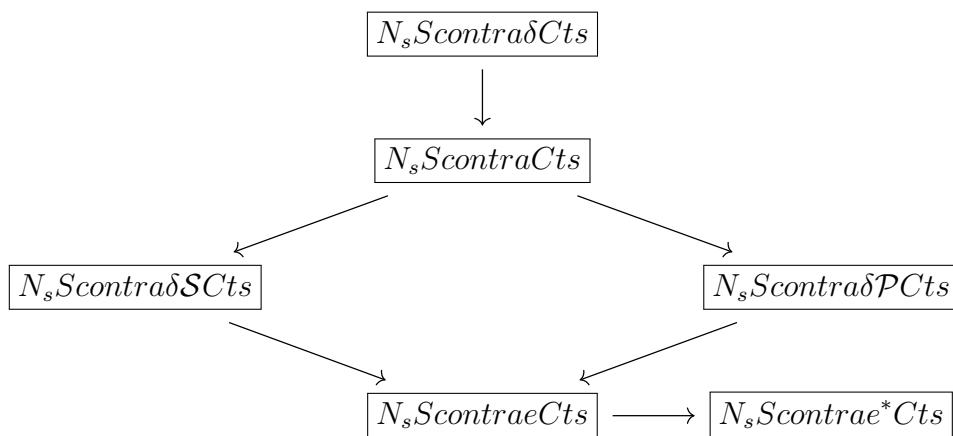 N_sScontraδCts
N_sScontraCts
N_sScontraδ𝒮Cts N_sScontraδ𝒫Cts
N_sScontraeCts N_sScontrae*Cts